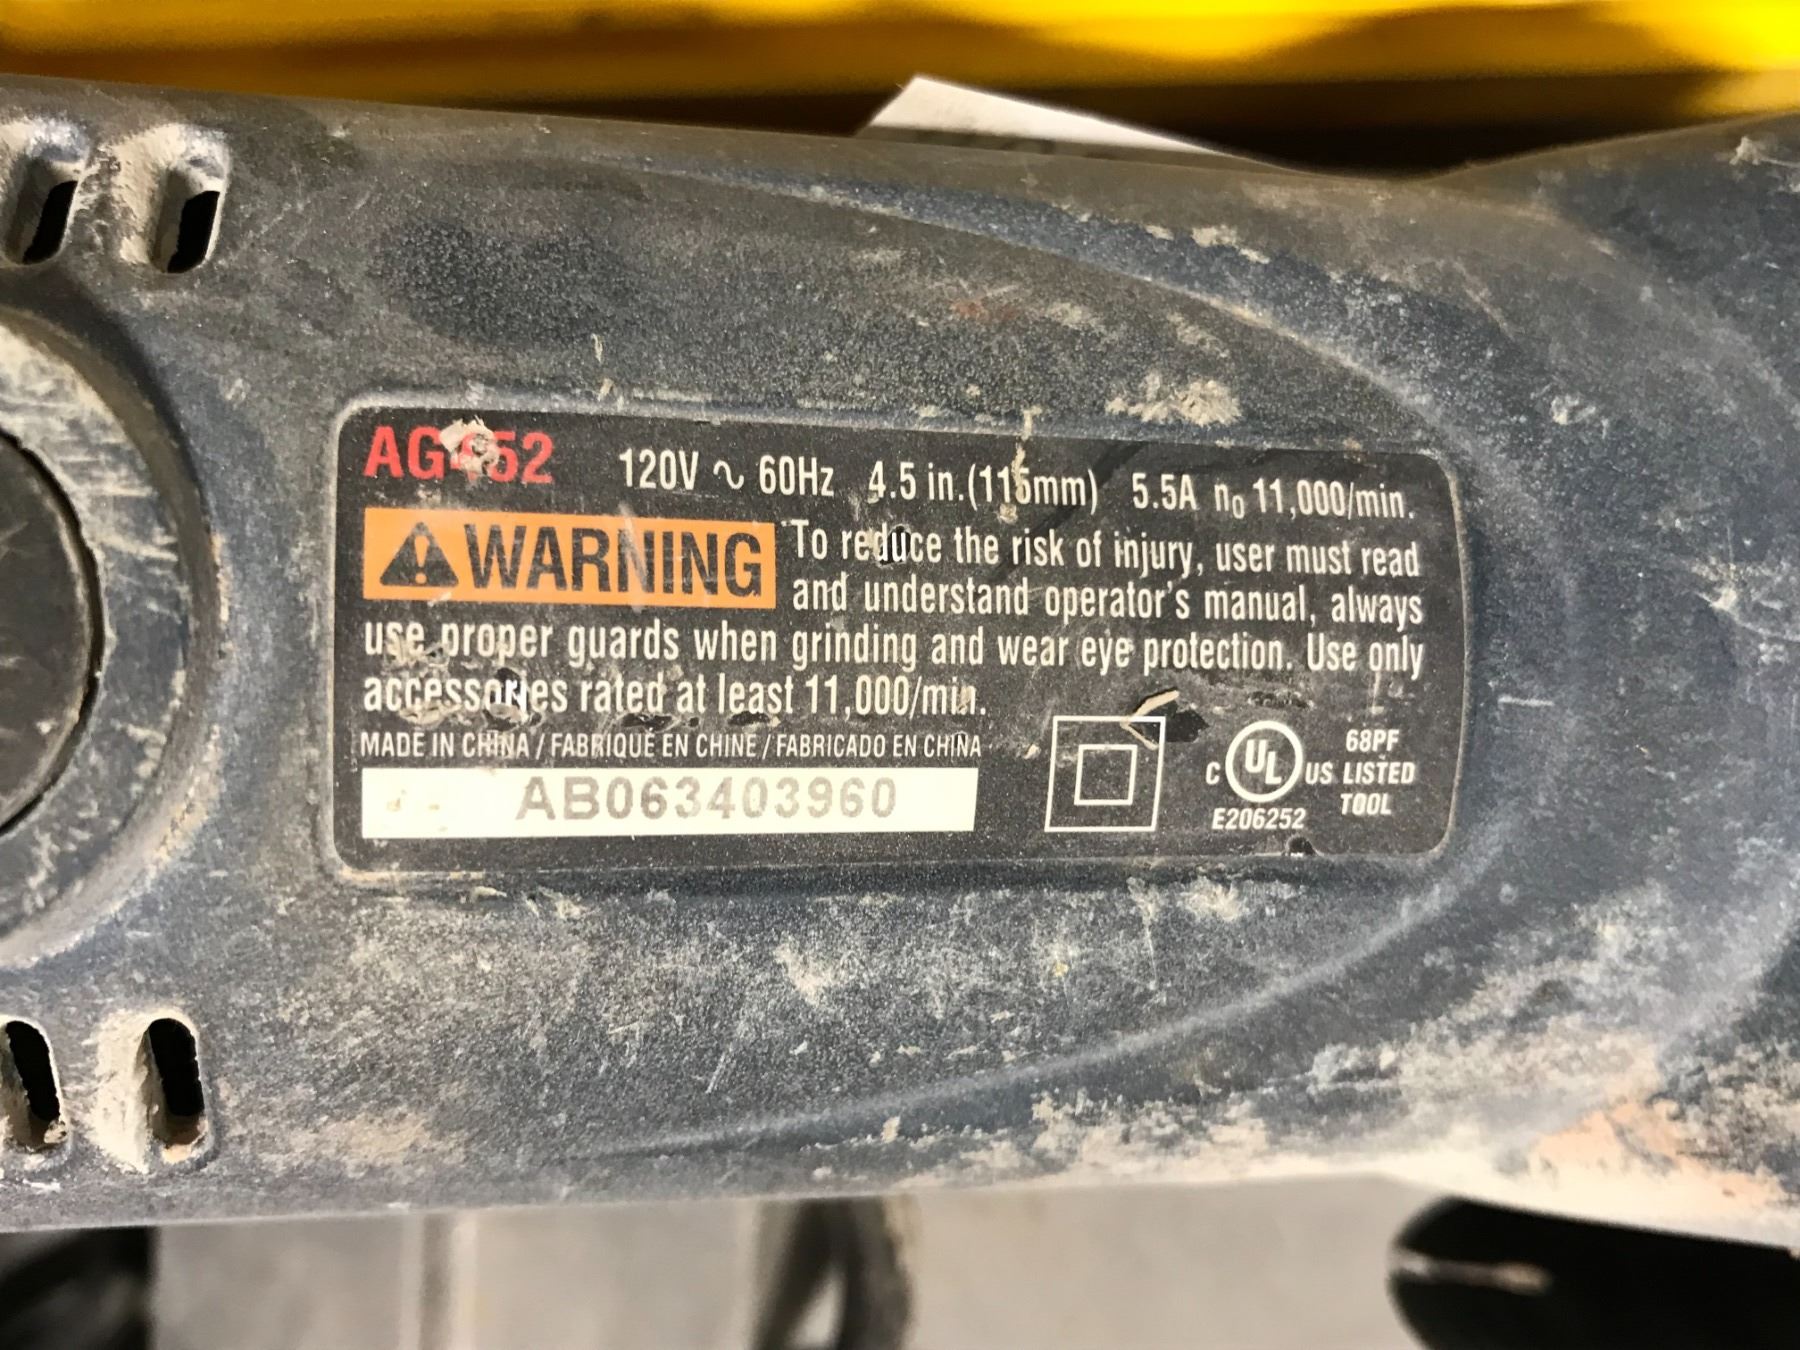 AG452
120V ~ 60Hz 4.5 in.(115mm) 5.5A n₀ 11,000/min.
WARNING To reduce the risk of injury, user must read
and understand operator's manual, always
use proper guards when grinding and wear eye protection. Use only
accessories rated at least 11,000/min.
MADE IN CHINA / FABRIQUÉ EN CHINE / FABRICADO EN CHINA
AB063403960
C UL US
E206252
68PF
LISTED
TOOL